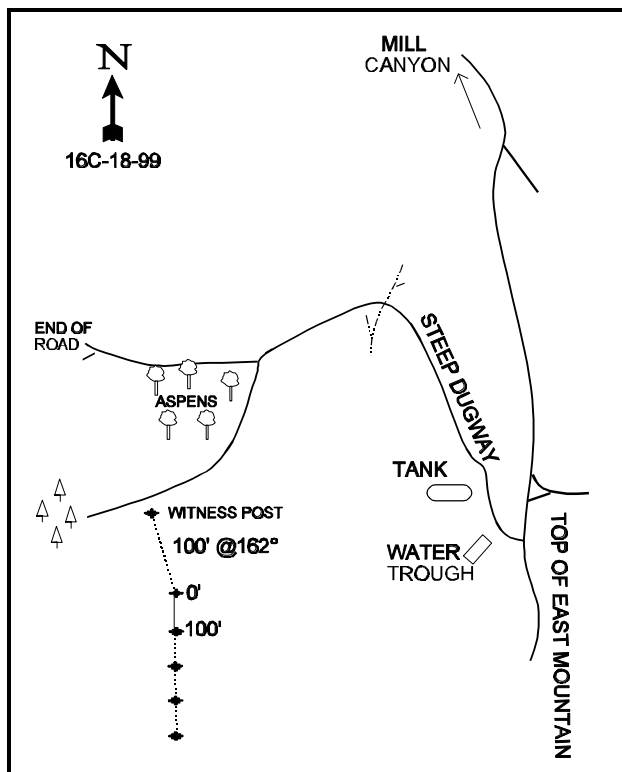 MILL
CANYON
N
16C-18-99
END OF
ROAD
STEEP DUGWAY
ASPENS
TANK
WITNESS POST
100' @162°
WATER
TROUGH
TOP OF EAST MOUNTAIN
0'
100'